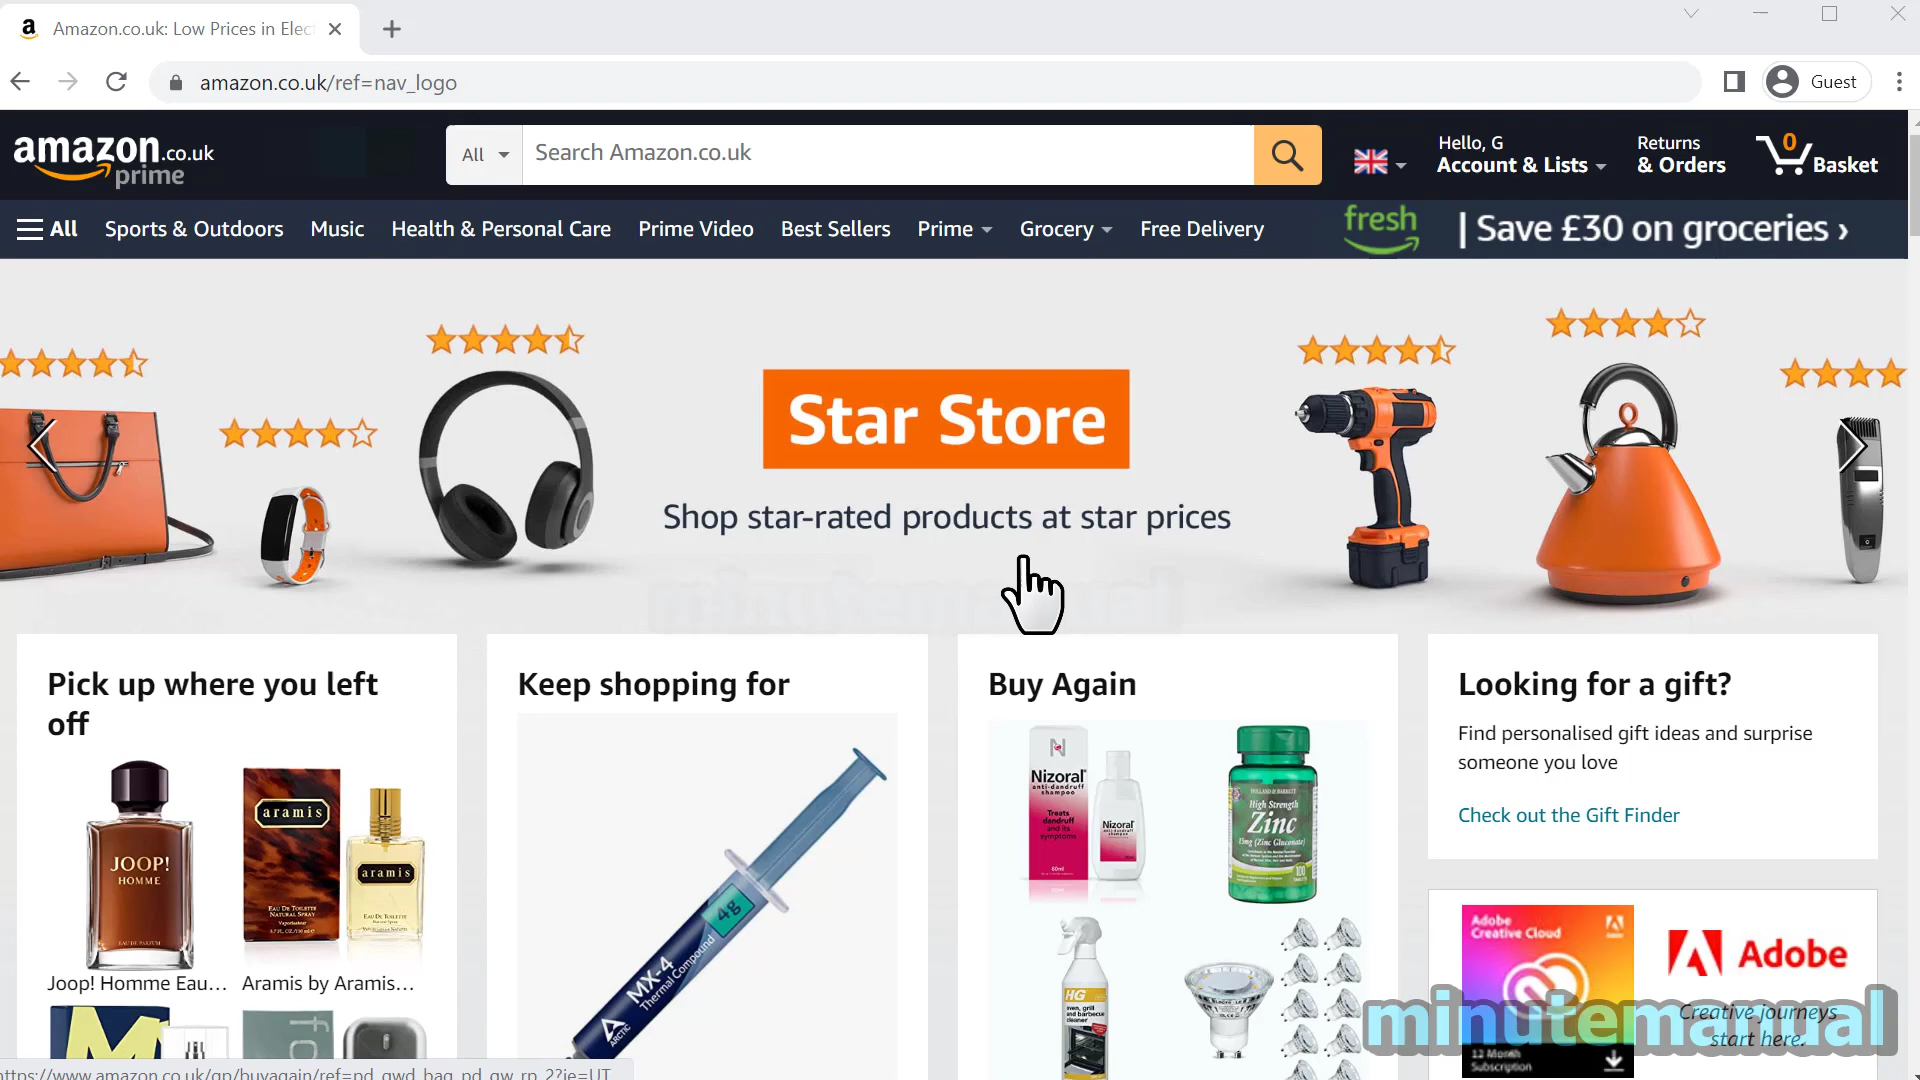 Amazon.co.uk: Low Prices in Elec
amazon.co.uk/ref=nav_logo
Guest
amazon.co.uk
prime
All
Search Amazon.co.uk
Hello, G
Account & Lists
Returns
& Orders
0
Basket
All
Sports & Outdoors
Music
Health & Personal Care
Prime Video
Best Sellers
Prime
Grocery
Free Delivery
fresh
| Save £30 on groceries ›
Star Store
Shop star-rated products at star prices
minutemanual
Pick up where you left
off
JOOP!
HOMME
EAU DE PARFUM
aramis
EAU DE TOILETTE
NATURAL SPRAY
aramis
Joop! Homme Eau...
Aramis by Aramis...
Keep shopping for
4g
MX-4
Thermal Compound
ARCTIC
Buy Again
Nizoral
anti-dandruff
shampoo
Treats
dandruff
and its
symptoms
60ml
Nizoral
HOLLAND & BARRETT
High Strength
Zinc
15mg (Zinc Gluconate)
100
HG
oven, grill
and barbecue
cleaner
Looking for a gift?
Find personalised gift ideas and surprise
someone you love
Check out the Gift Finder
Adobe
Creative Cloud
12 Month
Subscription
Adobe
Creative journeys
start here.
minutemanual
https://www.amazon.co.uk/gp/buyagain/ref=pd_gwd_bag_pd_gw_rp_2?ie=UT...